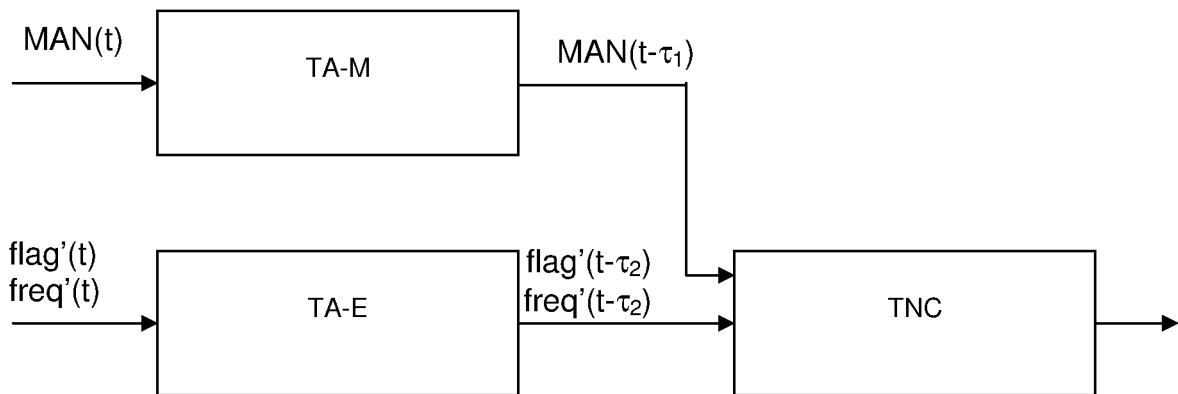 MAN(t)
TA-M
MAN(t-τ₁)
flag’(t)
freq’(t)
TA-E
flag’(t-τ₂)
freq’(t-τ₂)
TNC